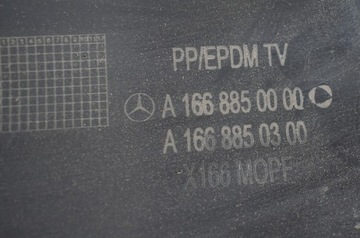 PP/EPDM TV
A 166 885 00 00
A 166 885 03 00
X166 MOPF